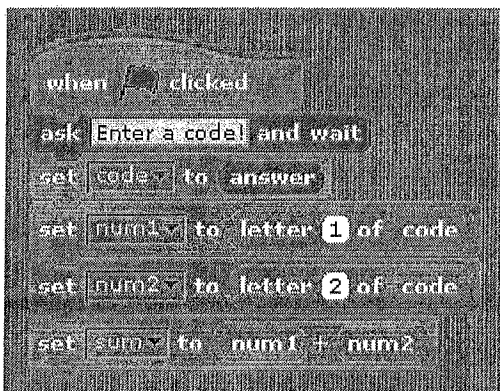 when clicked
ask Enter a code! and wait
set code to answer
set num1 to letter 1 of code
set num2 to letter 2 of code
set sum to num1 + num2